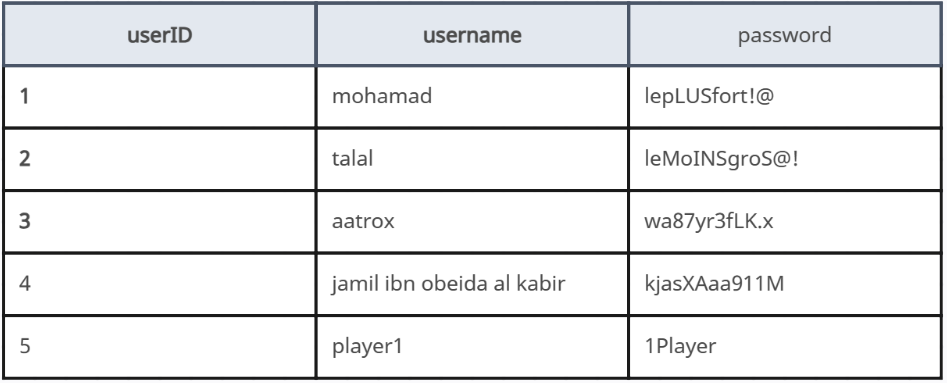 userID username password
1 mohamad lepLUSfort!@
2 talal leMoINSgroS@!
3 aatrox wa87yr3fLK.x
4 jamil ibn obeida al kabir kjasXAaa911M
5 player1 1Player